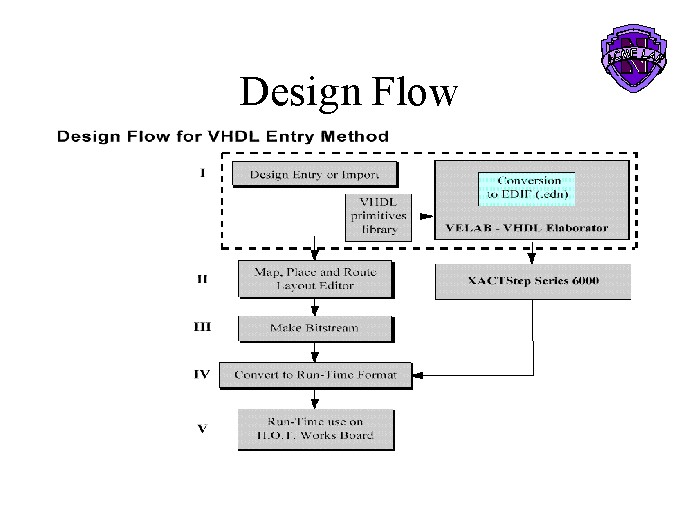 ACME LAB
N
Design Flow
Design Flow for VHDL Entry Method
I
Design Entry or Import
Conversion
to EDIF (.edn)
VHDL
primitives
library
VELAB - VHDL Elaborator
II
Map, Place and Route
Layout Editor
XACTStep Series 6000
III
Make Bitstream
IV
Convert to Run-Time Format
V
Run-Time use on
H.O.T. Works Board